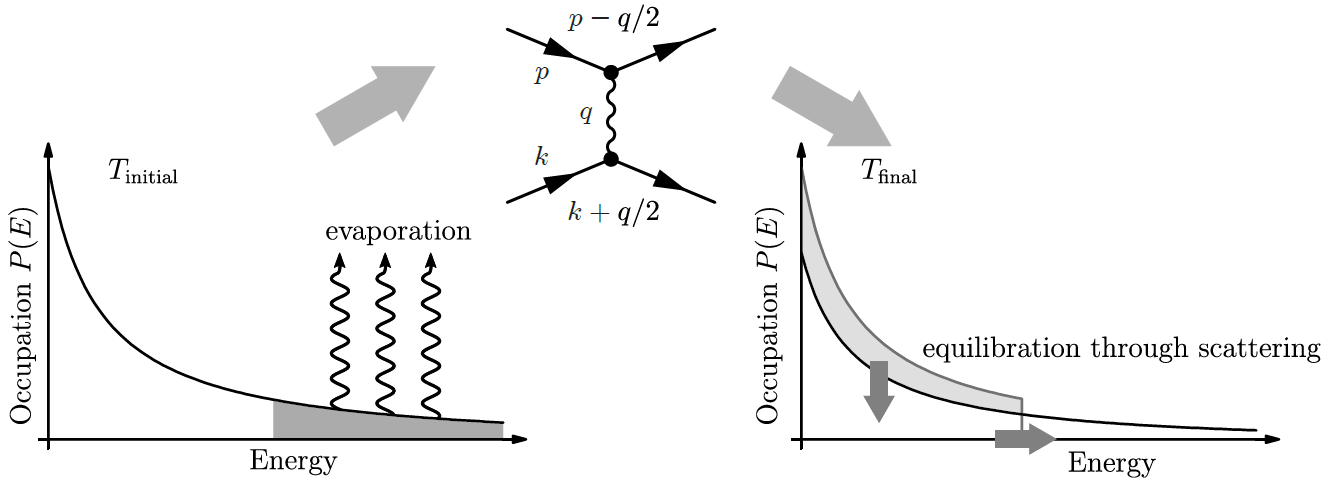 p − q/2
p
q
k
k + q/2
T_initial
evaporation
Occupation P(E)
Energy
T_final
equilibration through scattering
Occupation P(E)
Energy